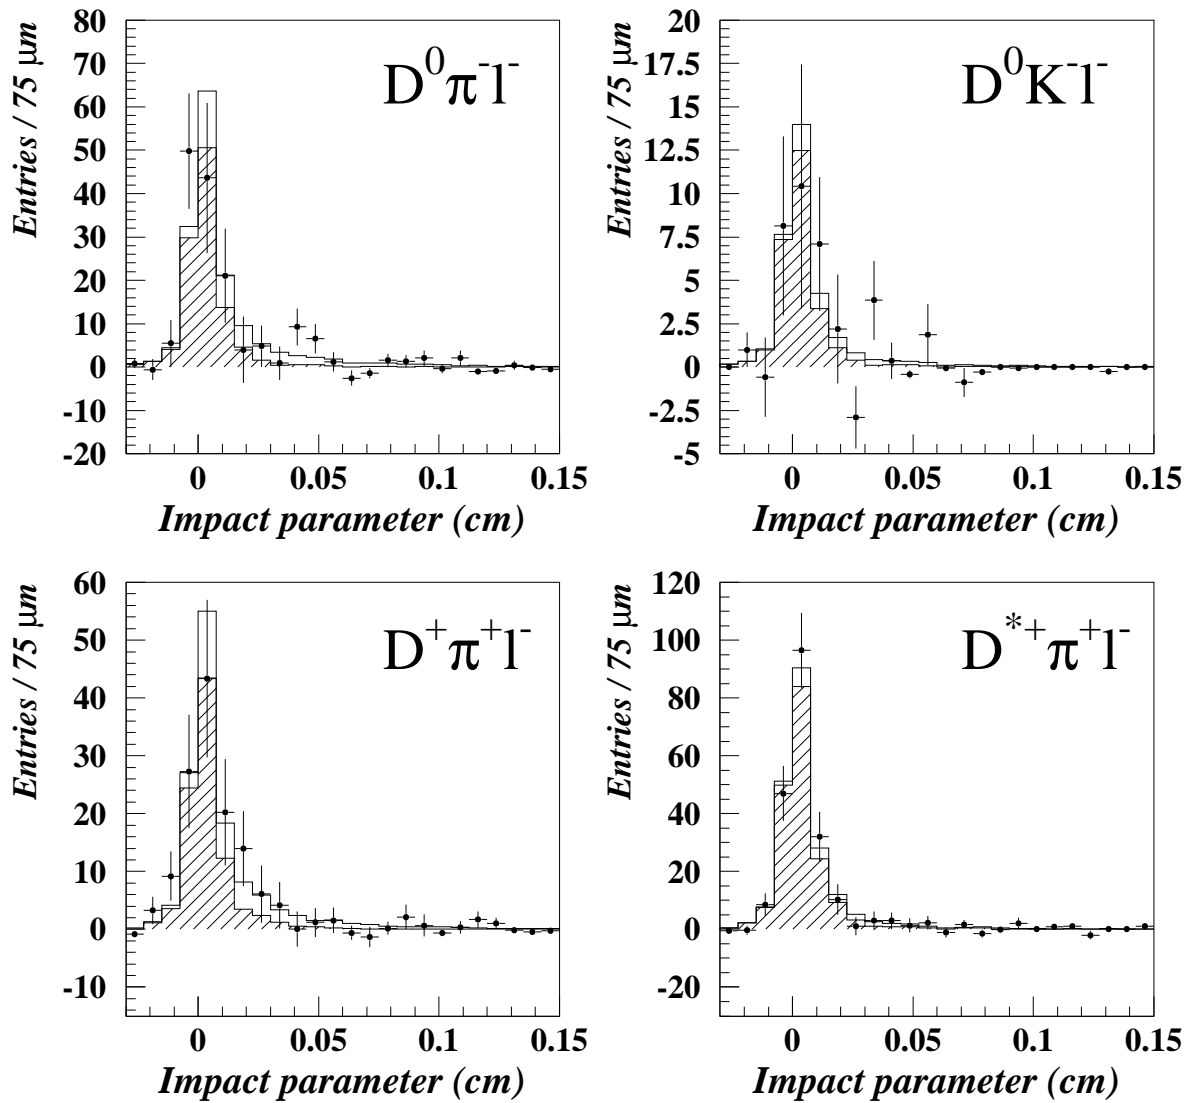 Entries / 75 μm
80
70
60
50
40
30
20
10
0
-10
-20
D⁰π⁻l⁻
0 0.05 0.1 0.15
Impact parameter (cm)
Entries / 75 μm
20
17.5
15
12.5
10
7.5
5
2.5
0
-2.5
-5
D⁰K⁻l⁻
0 0.05 0.1 0.15
Impact parameter (cm)
Entries / 75 μm
60
50
40
30
20
10
0
-10
D⁺π⁺l⁻
0 0.05 0.1 0.15
Impact parameter (cm)
Entries / 75 μm
120
100
80
60
40
20
0
-20
D*⁺π⁺l⁻
0 0.05 0.1 0.15
Impact parameter (cm)